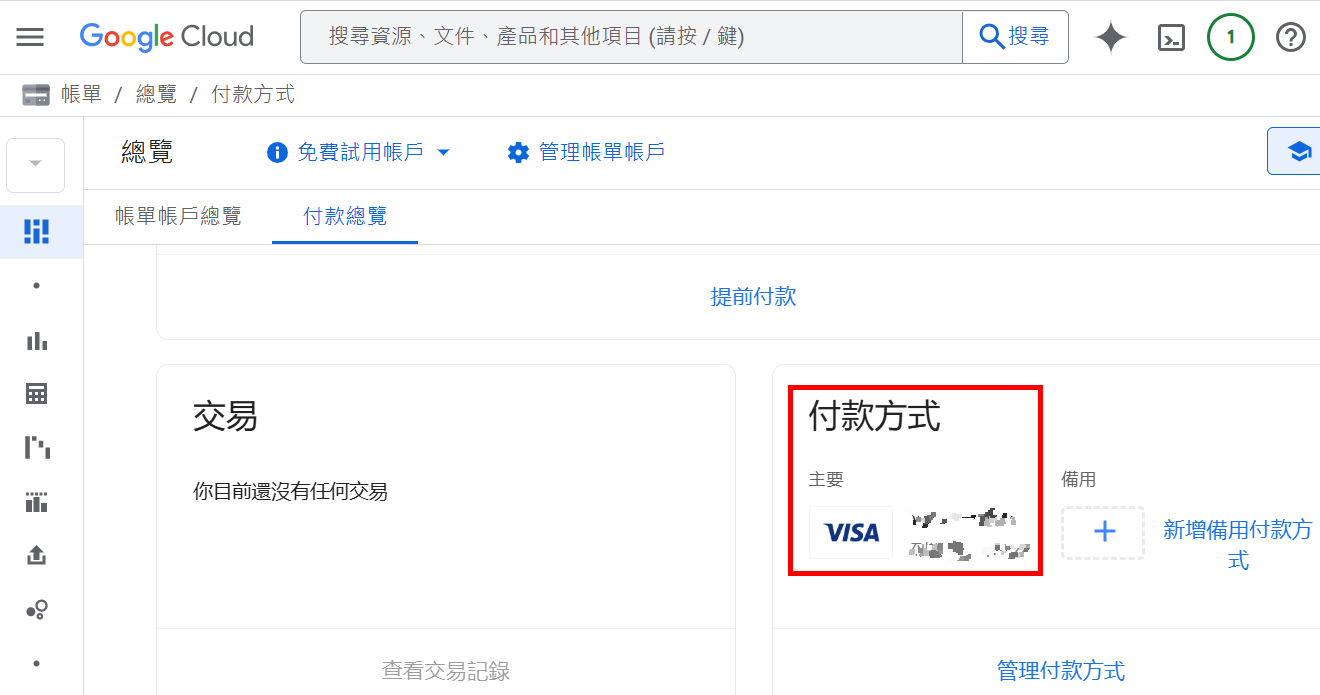 Google Cloud
搜尋資源、文件、產品和其他項目 (請按 / 鍵)
搜尋
1
帳單 / 總覽 / 付款方式
總覽
免費試用帳戶
管理帳單帳戶
帳單帳戶總覽
付款總覽
提前付款
交易
你目前還沒有任何交易
查看交易記錄
付款方式
主要
VISA
備用
新增備用付款方
式
管理付款方式